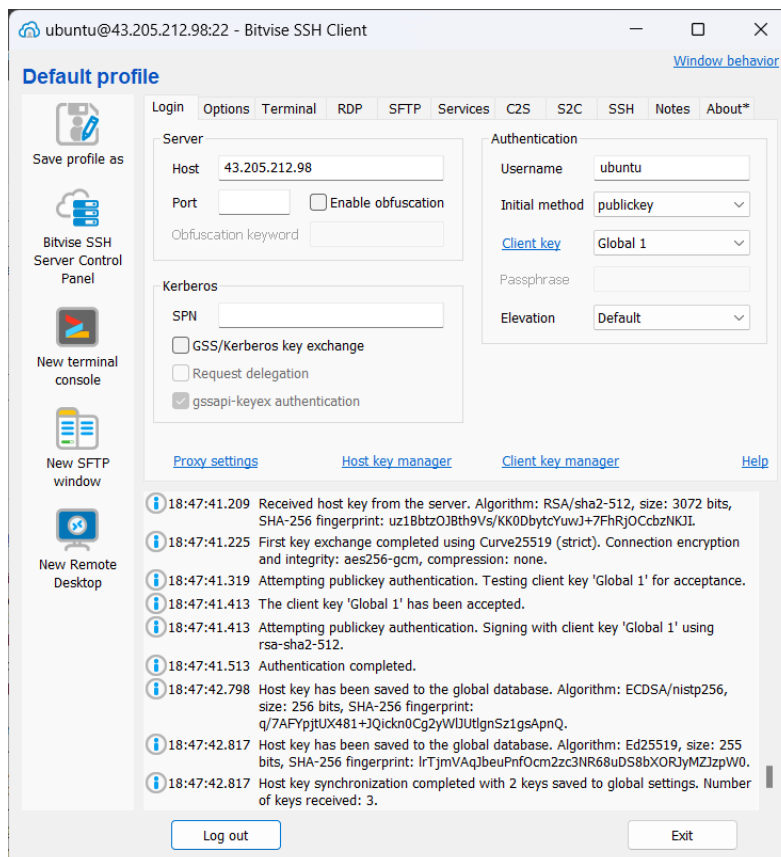 ubuntu@43.205.212.98:22 - Bitvise SSH Client
Window behavior
Default profile
Save profile as
Bitvise SSH
Server Control
Panel
New terminal
console
New SFTP
window
New Remote
Desktop
Login Options Terminal RDP SFTP Services C2S S2C SSH Notes About*
Server
Host 43.205.212.98
Port Enable obfuscation
Obfuscation keyword
Kerberos
SPN
GSS/Kerberos key exchange
Request delegation
gssapi-keyex authentication
Authentication
Username ubuntu
Initial method publickey
Client key Global 1
Passphrase
Elevation Default
Proxy settings Host key manager Client key manager Help
18:47:41.209 Received host key from the server. Algorithm: RSA/sha2-512, size: 3072 bits,
SHA-256 fingerprint: uz1BbtzOJBth9Vs/KK0DbytcYuwJ+7FhRjOCcbzNKJI.
18:47:41.225 First key exchange completed using Curve25519 (strict). Connection encryption
and integrity: aes256-gcm, compression: none.
18:47:41.319 Attempting publickey authentication. Testing client key 'Global 1' for acceptance.
18:47:41.413 The client key 'Global 1' has been accepted.
18:47:41.413 Attempting publickey authentication. Signing with client key 'Global 1' using
rsa-sha2-512.
18:47:41.513 Authentication completed.
18:47:42.798 Host key has been saved to the global database. Algorithm: ECDSA/nistp256,
size: 256 bits, SHA-256 fingerprint:
q/7AFYpjtUX481+JQickn0Cg2yWlJUtlgnSz1gsApnQ.
18:47:42.817 Host key has been saved to the global database. Algorithm: Ed25519, size: 255
bits, SHA-256 fingerprint: lrTjmVAqJbeuPnfOcm2zc3NR68uDS8bXORJyMZJzpW0.
18:47:42.817 Host key synchronization completed with 2 keys saved to global settings. Number
of keys received: 3.
Log out Exit